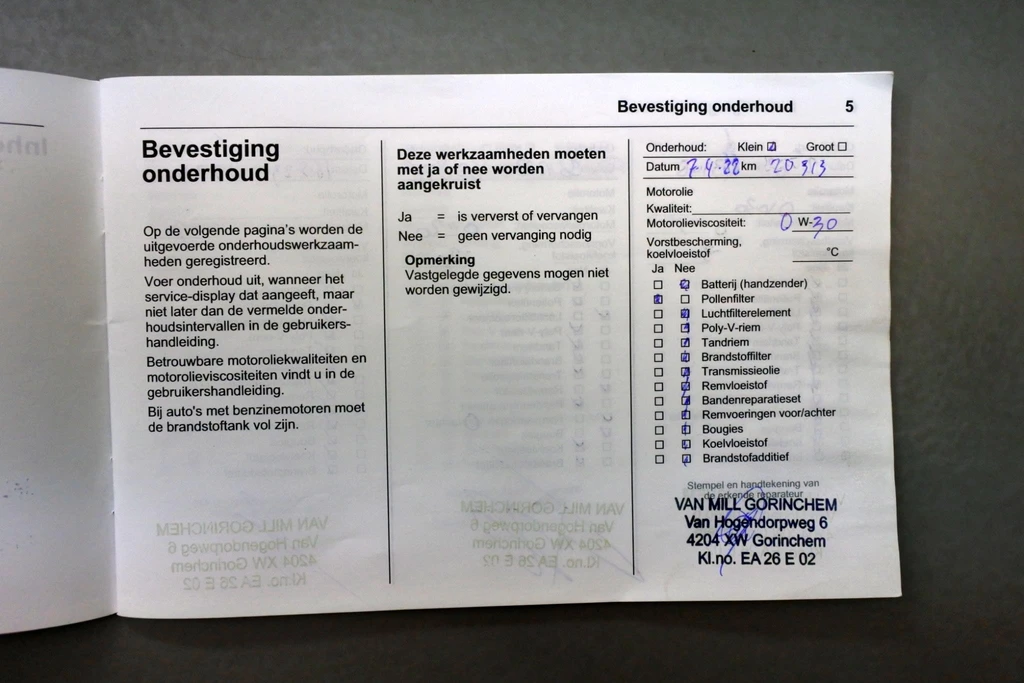 Bevestiging onderhoud 5
Bevestiging
onderhoud
Op de volgende pagina's worden de
uitgevoerde onderhoudswerkzaam-
heden geregistreerd.
Voer onderhoud uit, wanneer het
service-display dat aangeeft, maar
niet later dan de vermelde onder-
houdsintervallen in de gebruikers-
handleiding.
Betrouwbare motoroliekwaliteiten en
motorolieviscositeiten vindt u in de
gebruikershandleiding.
Bij auto's met benzinemotoren moet
de brandstoftank vol zijn.
Deze werkzaamheden moeten
met ja of nee worden
aangekruist
Ja = is ververst of vervangen
Nee = geen vervanging nodig
Opmerking
Vastgelegde gegevens mogen niet
worden gewijzigd.
Onderhoud: Klein ☑ Groot ☐
Datum 7-4-22 km 20.313
Motorolie
Kwaliteit:
Motorolieviscositeit: 0 W-30
Vorstbescherming,
koelvloeistof °C
Ja Nee
Batterij (handzender)
Pollenfilter
Luchtfilterelement
Poly-V-riem
Tandriem
Brandstoffilter
Transmissieolie
Remvloeistof
Bandenreparatieset
Remvoeringen voor/achter
Bougies
Koelvloeistof
Brandstofadditief
Stempel en handtekening van
de erkende reparateur
VAN MILL GORINCHEM
Van Hogendorpweg 6
4204 XW Gorinchem
Kl.no. EA 26 E 02